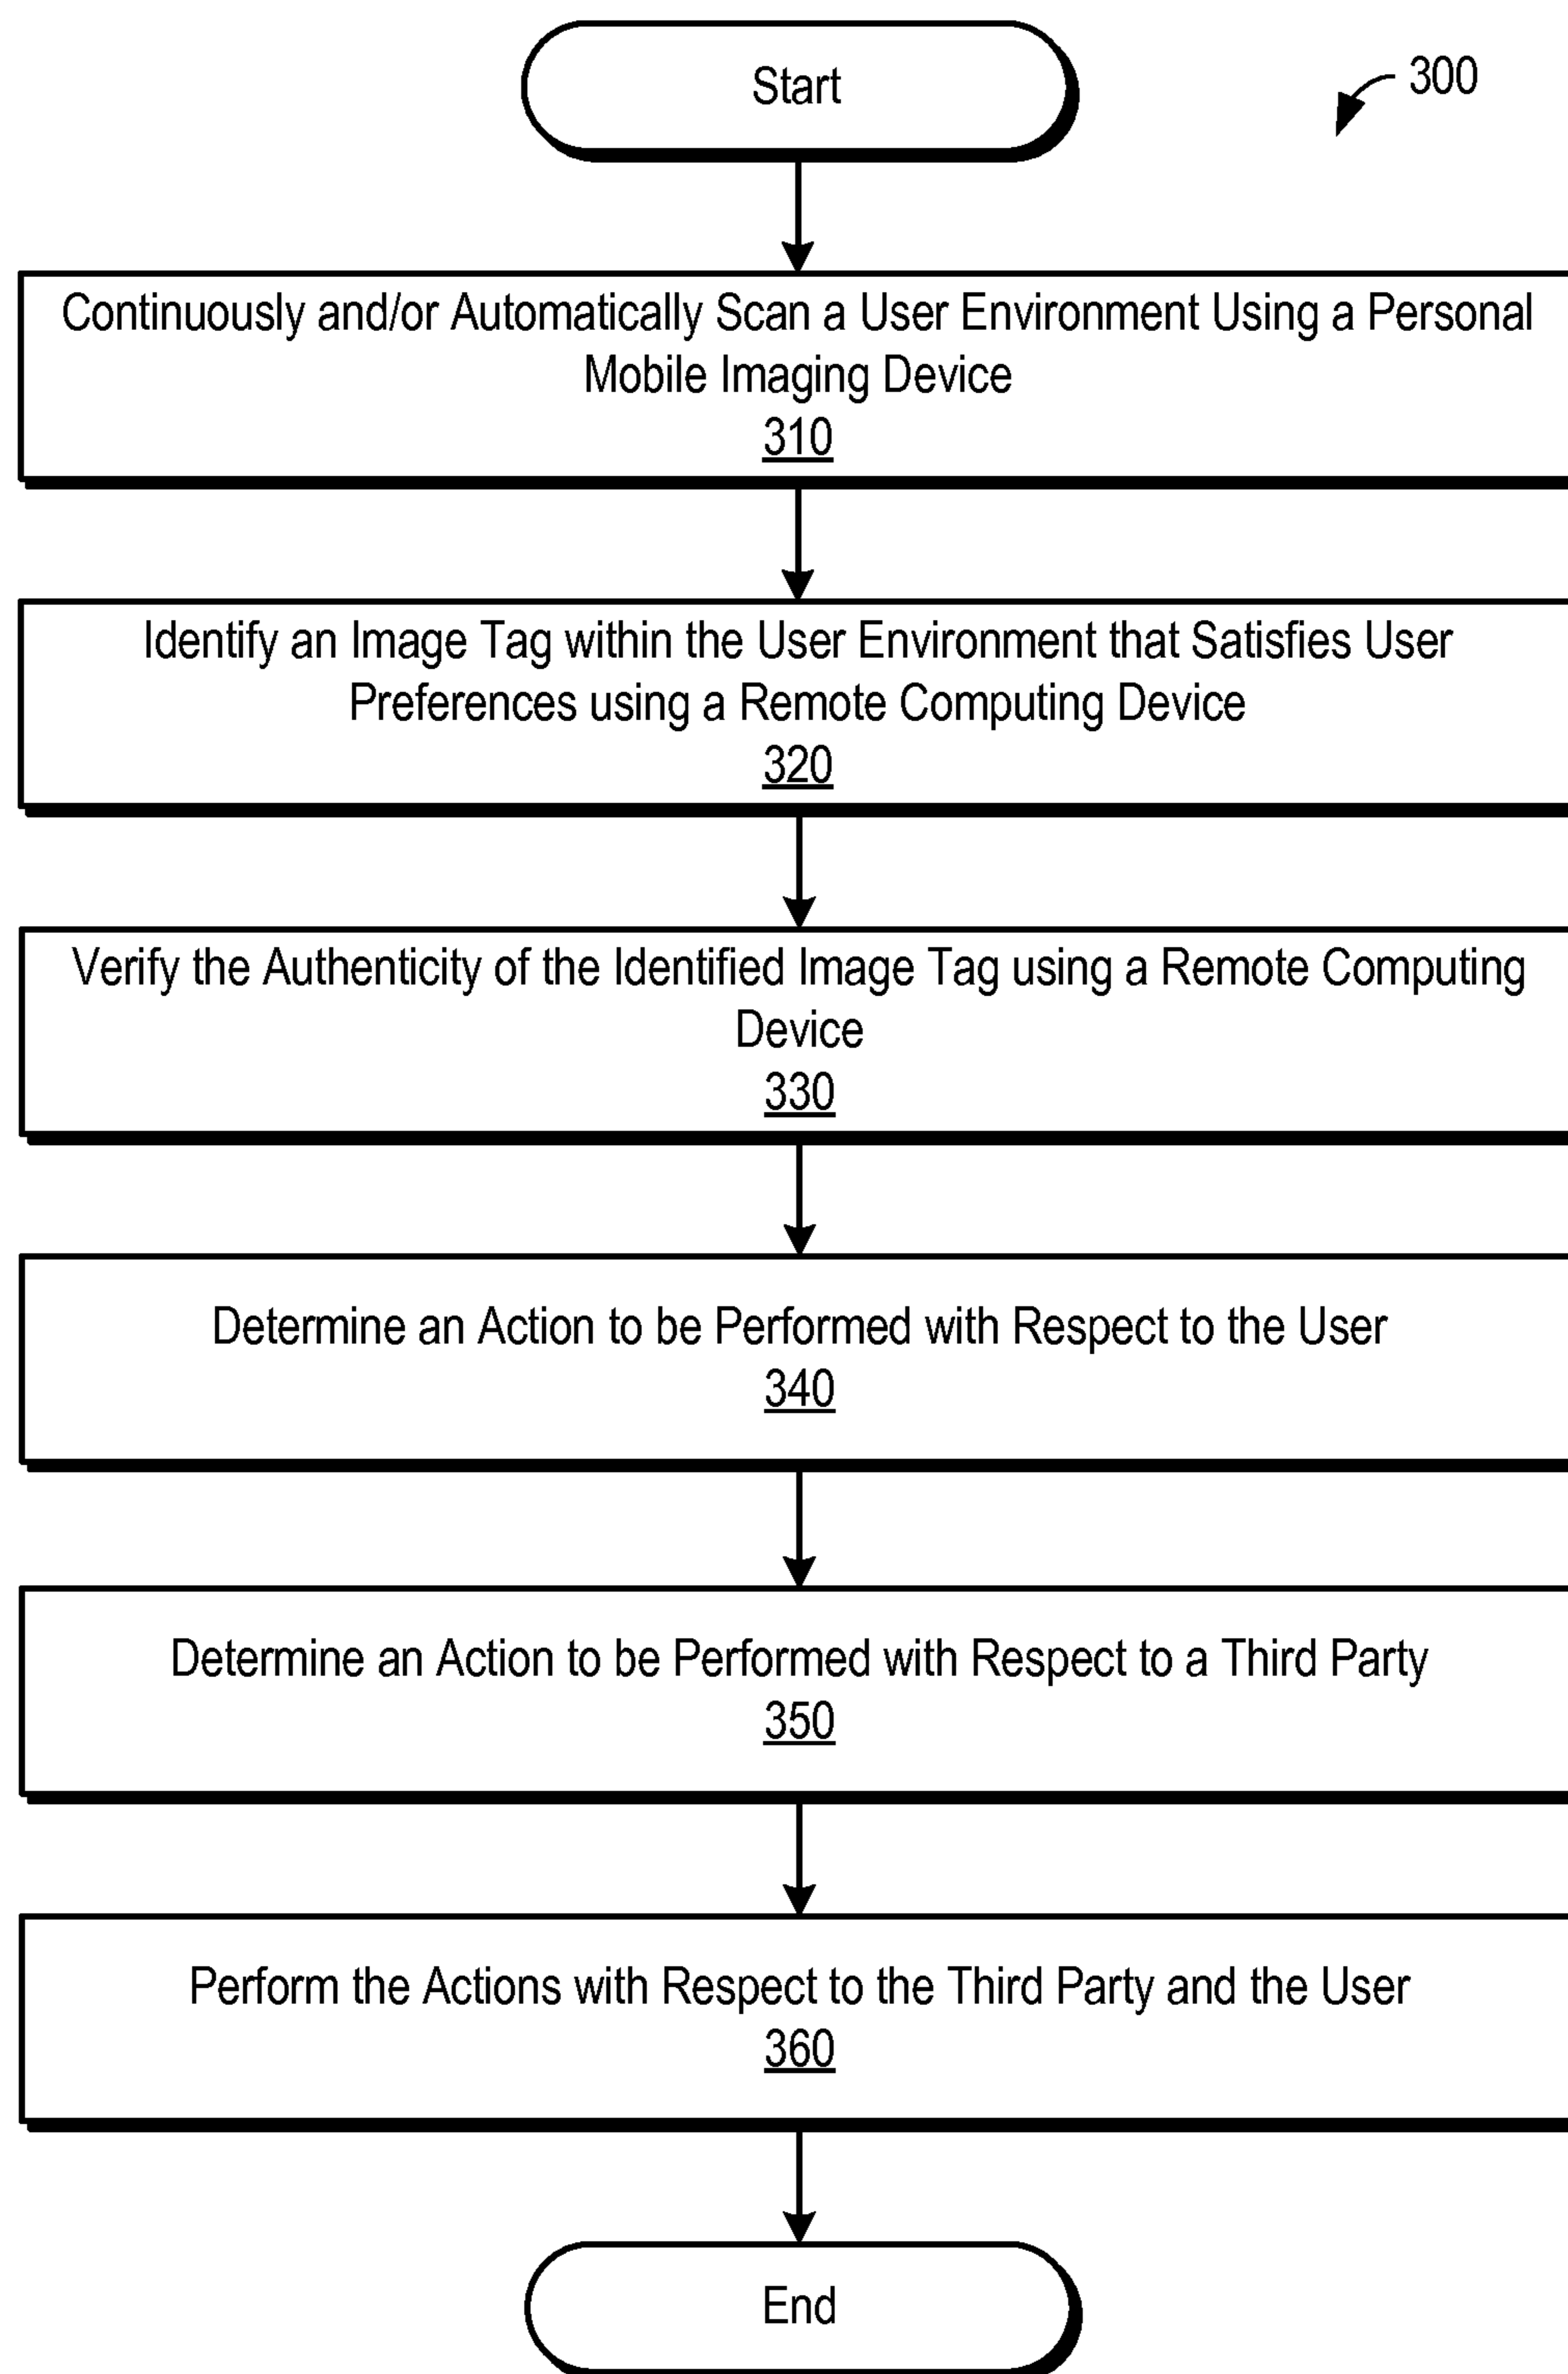 Start
300
Continuously and/or Automatically Scan a User Environment Using a Personal
Mobile Imaging Device
310
Identify an Image Tag within the User Environment that Satisfies User
Preferences using a Remote Computing Device
320
Verify the Authenticity of the Identified Image Tag using a Remote Computing
Device
330
Determine an Action to be Performed with Respect to the User
340
Determine an Action to be Performed with Respect to a Third Party
350
Perform the Actions with Respect to the Third Party and the User
360
End